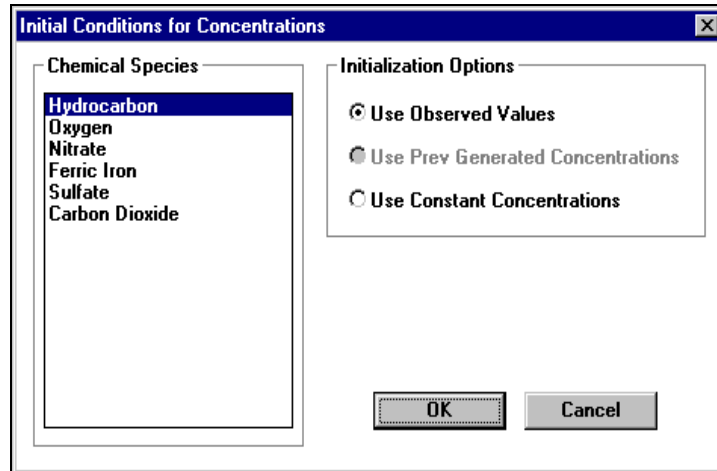 Initial Conditions for Concentrations
Chemical Species
Hydrocarbon
Oxygen
Nitrate
Ferric Iron
Sulfate
Carbon Dioxide
Initialization Options
Use Observed Values
Use Prev Generated Concentrations
Use Constant Concentrations
OK
Cancel